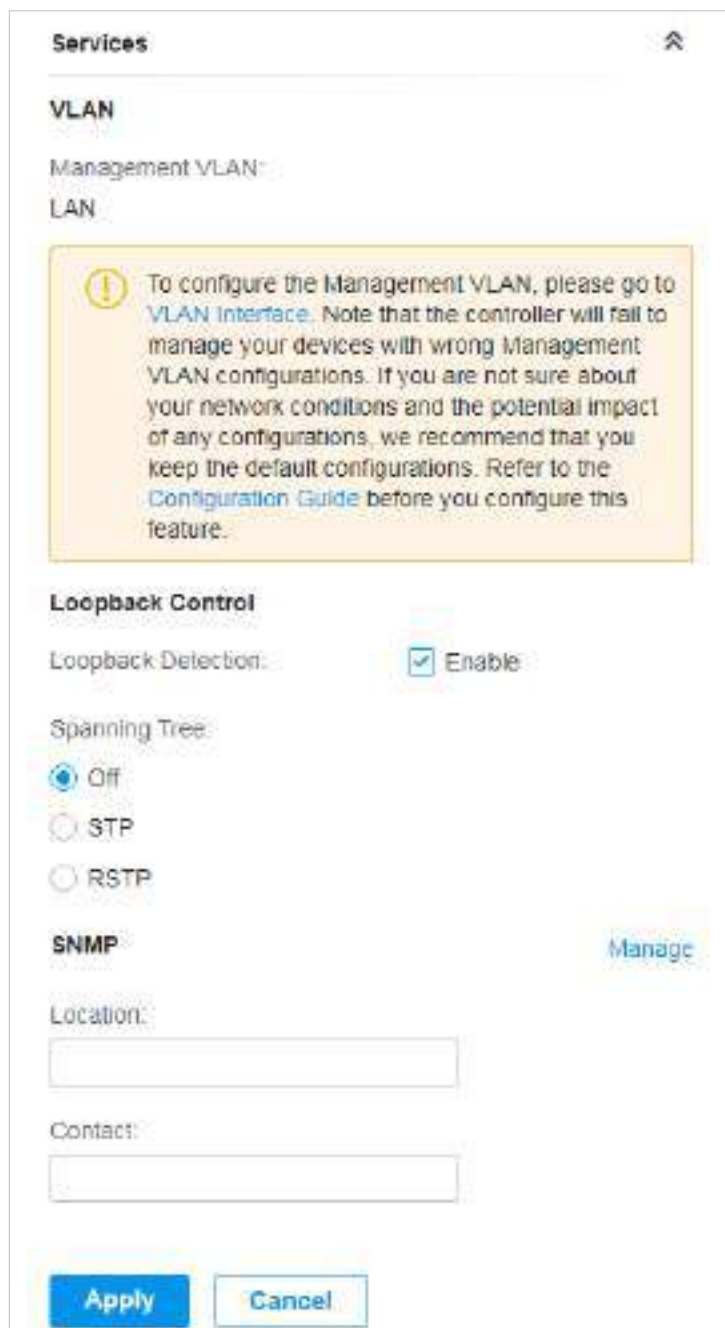 Services
VLAN
Management VLAN:
LAN
To configure the Management VLAN, please go to
VLAN Interface. Note that the controller will fail to
manage your devices with wrong Management
VLAN configurations. If you are not sure about
your network conditions and the potential impact
of any configurations, we recommend that you
keep the default configurations. Refer to the
Configuration Guide before you configure this
feature.
Loopback Control
Loopback Detection: Enable
Spanning Tree:
Off
STP
RSTP
SNMP Manage
Location:
Contact:
Apply Cancel